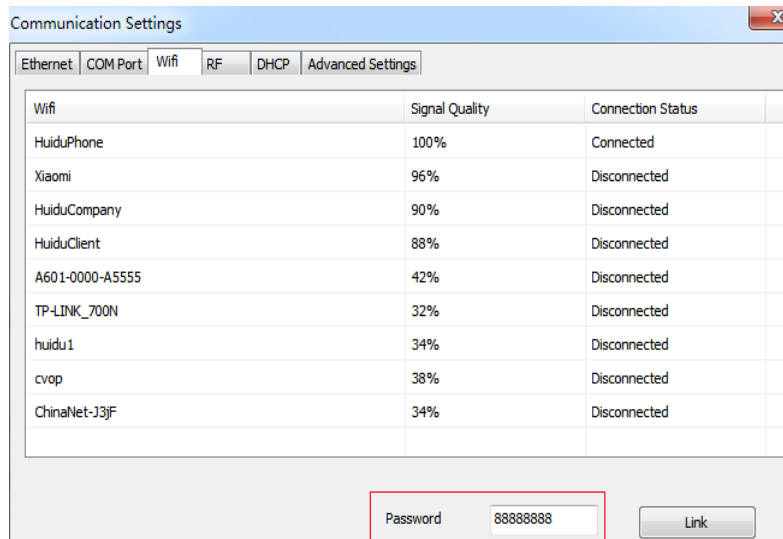 Communication Settings
X
Ethernet COM Port Wifi RF DHCP Advanced Settings
Wifi Signal Quality Connection Status
HuiduPhone 100% Connected
Xiaomi 96% Disconnected
HuiduCompany 90% Disconnected
HuiduClient 88% Disconnected
A601-0000-A5555 42% Disconnected
TP-LINK_700N 32% Disconnected
huidu1 34% Disconnected
cvop 38% Disconnected
ChinaNet-J3jF 34% Disconnected
Password 88888888 Link